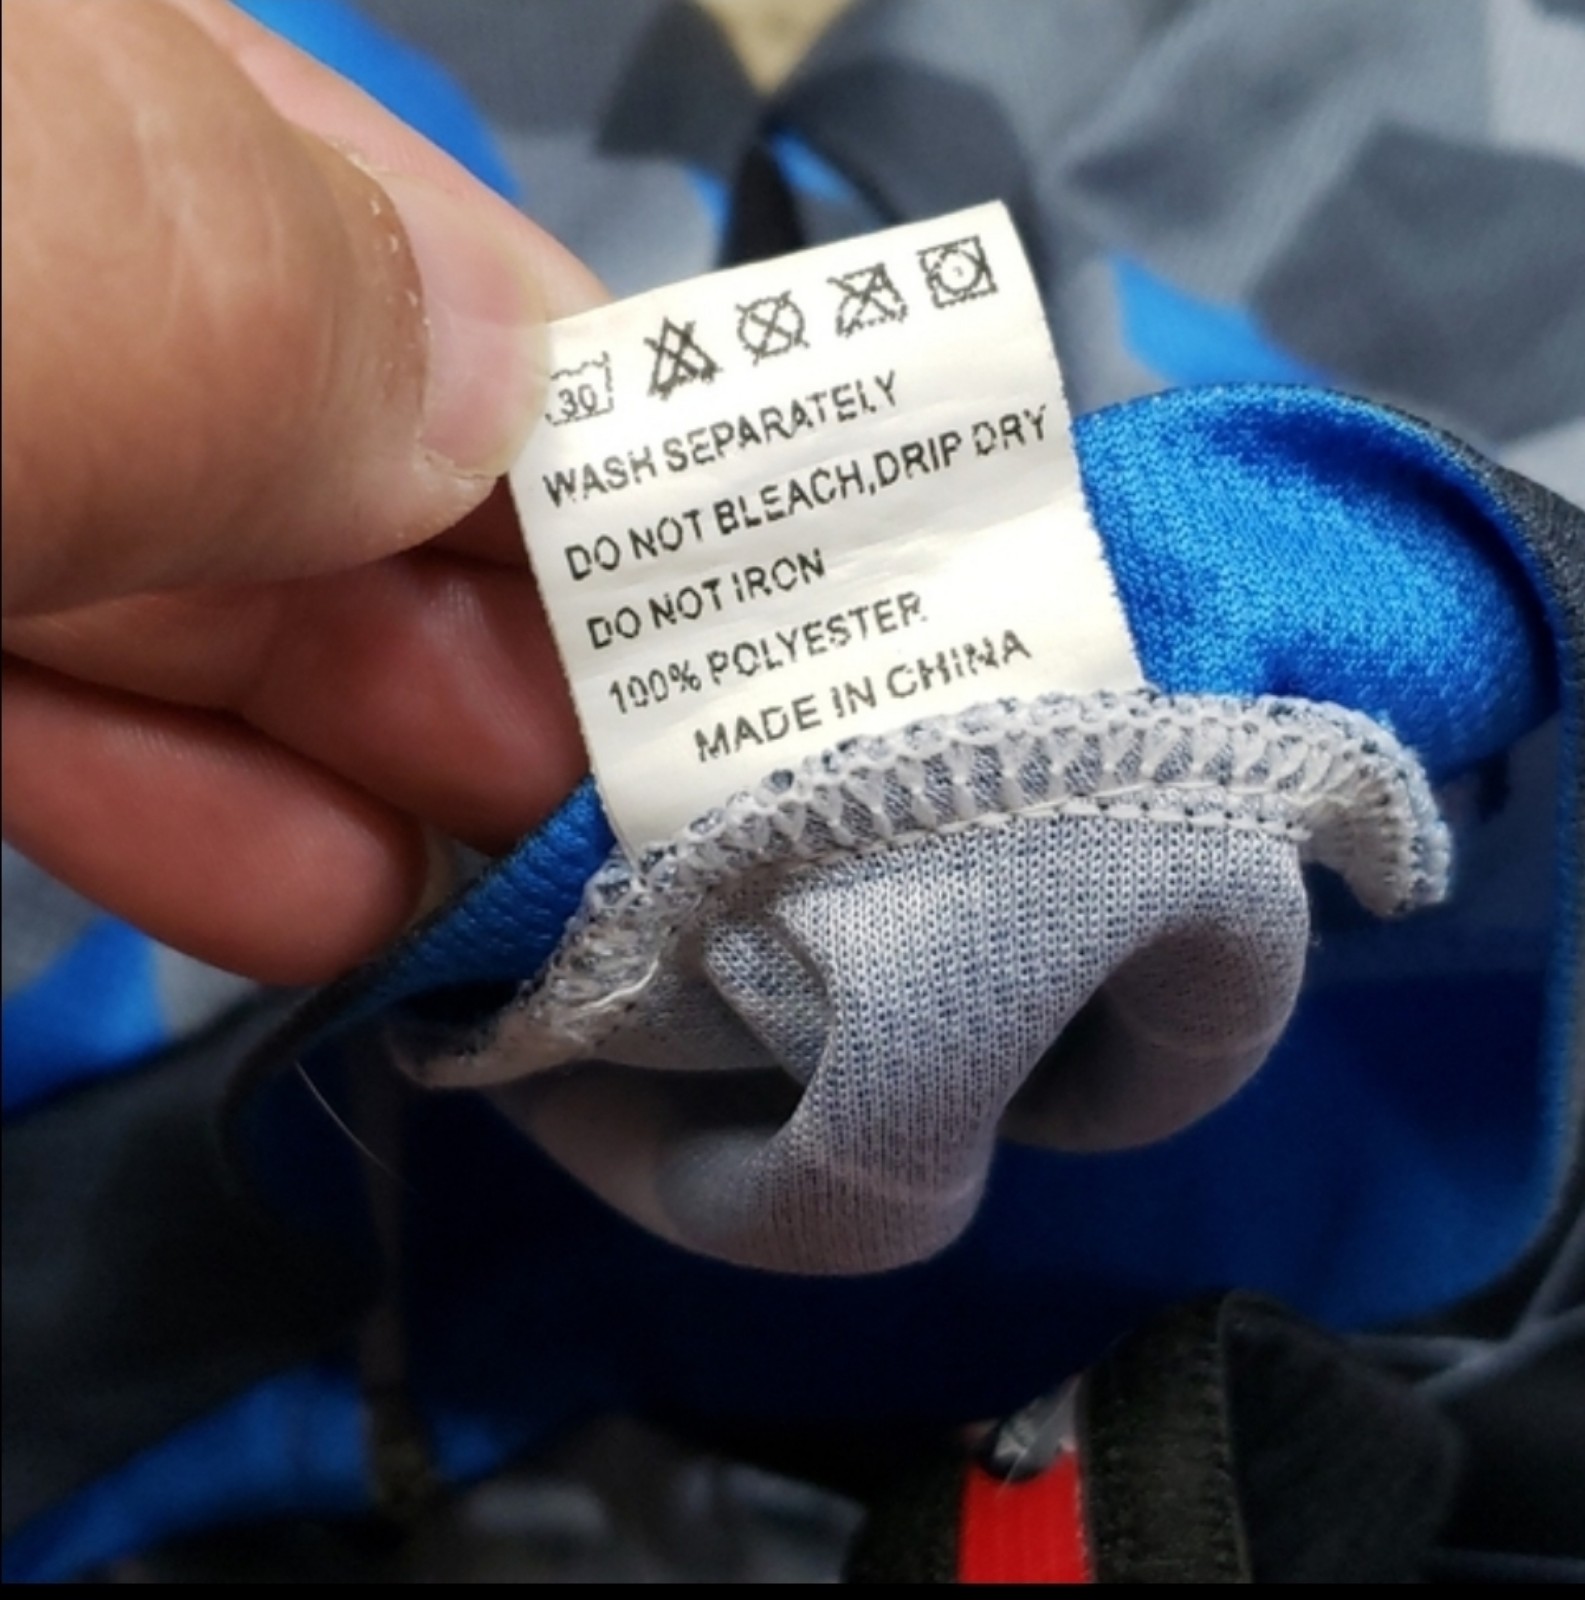 30
WASH SEPARATELY
DO NOT BLEACH,DRIP DRY
DO NOT IRON
100% POLYESTER
MADE IN CHINA